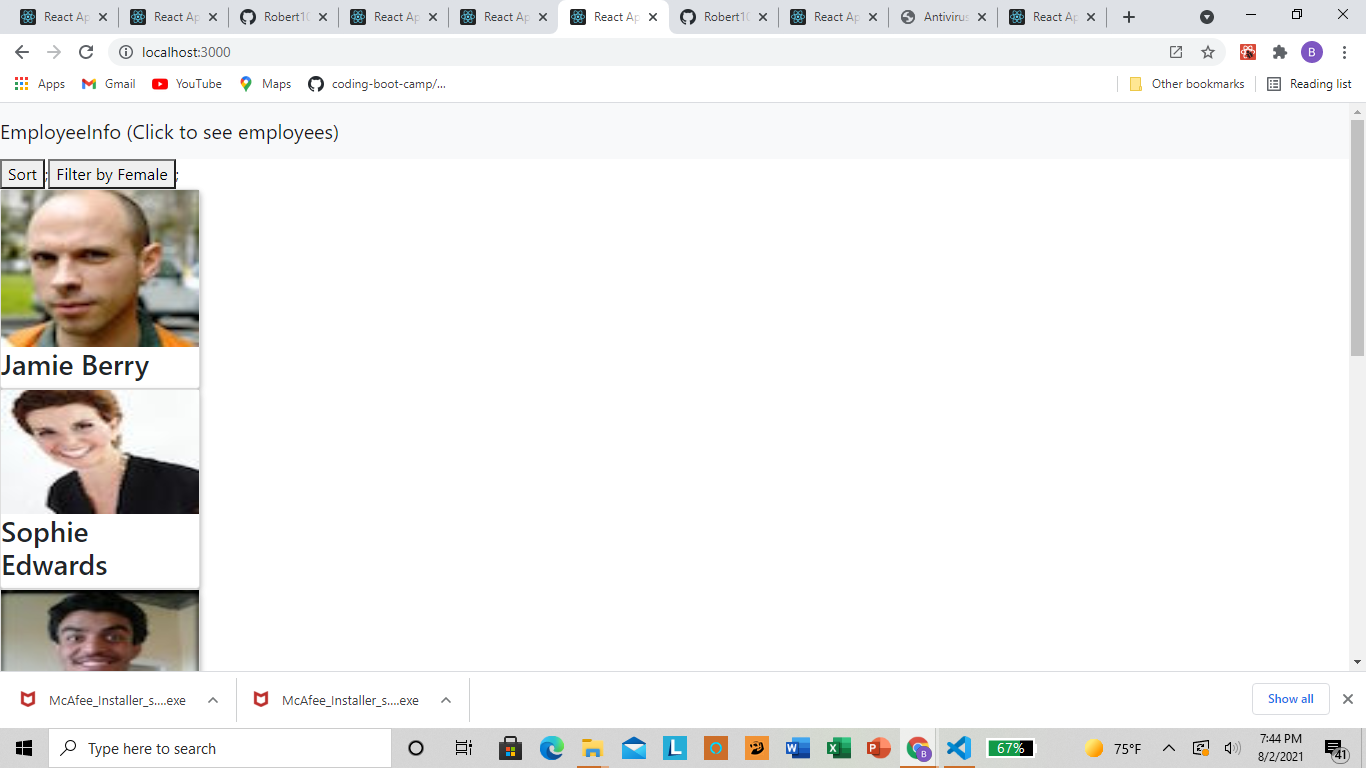 React Ap React Ap Robert10 React Ap React Ap React Ap Robert10 React Ap Antivirus React Ap
localhost:3000
Apps Gmail YouTube Maps coding-boot-camp/... Other bookmarks Reading list
B
EmployeeInfo (Click to see employees)
Sort; Filter by Female;
Jamie Berry
Sophie
Edwards
McAfee_Installer_s....exe McAfee_Installer_s....exe Show all
Type here to search 67% 75°F 7:44 PM
8/2/2021 41